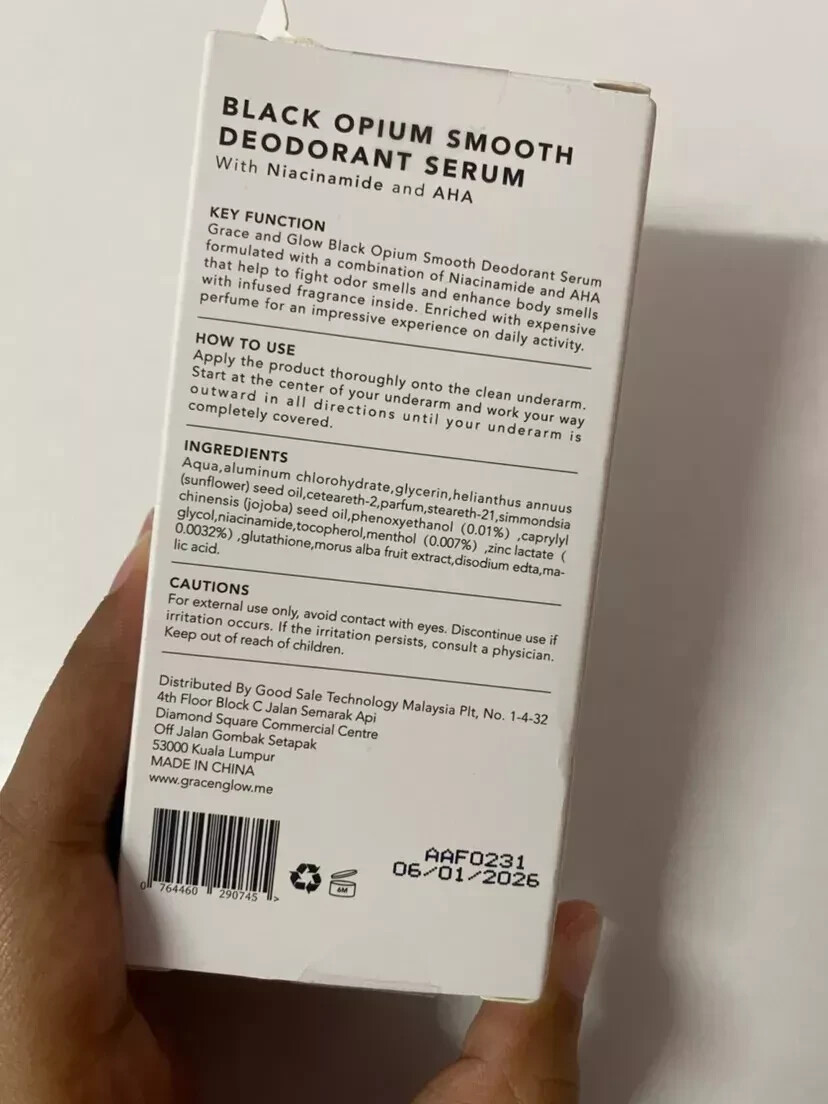 BLACK OPIUM SMOOTH
DEODORANT SERUM
With Niacinamide and AHA
KEY FUNCTION
Grace and Glow Black Opium Smooth Deodorant Serum
formulated with a combination of Niacinamide and AHA
that help to fight odor smells and enhance body smells
with infused fragrance inside. Enriched with expensive
perfume for an impressive experience on daily activity.
HOW TO USE
Apply the product thoroughly onto the clean underarm.
Start at the center of your underarm and work your way
outward in all directions until your underarm is
completely covered.
INGREDIENTS
Aqua,aluminum chlorohydrate,glycerin,helianthus annuus
(sunflower) seed oil,ceteareth-2,parfum,steareth-21,simmondsia
chinensis (jojoba) seed oil,phenoxyethanol (0.01%) ,caprylyl
glycol,niacinamide,tocopherol,menthol (0.007%) ,zinc lactate (
0.0032%) ,glutathione,morus alba fruit extract,disodium edta,ma-
lic acid.
CAUTIONS
For external use only, avoid contact with eyes. Discontinue use if
irritation occurs. If the irritation persists, consult a physician.
Keep out of reach of children.
Distributed By Good Sale Technology Malaysia Plt, No. 1-4-32
4th Floor Block C Jalan Semarak Api
Diamond Square Commercial Centre
Off Jalan Gombak Setapak
53000 Kuala Lumpur
MADE IN CHINA
www.gracenglow.me
0 764460 290745 >
6M
AAF0231
06/01/2026